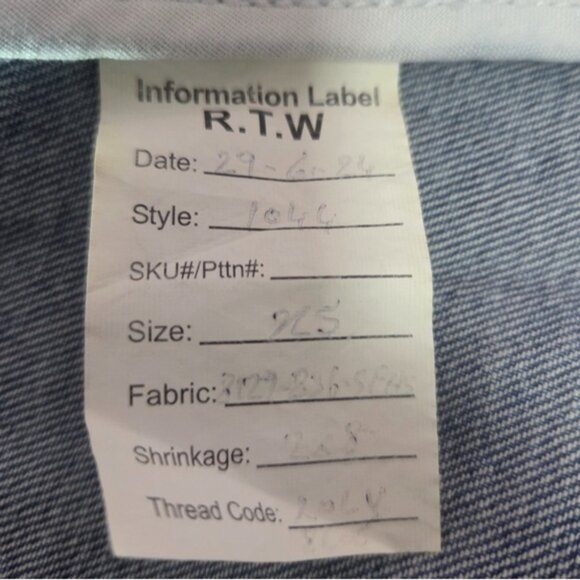 Information Label
R.T.W
Date: 29-6-24
Style: 1044
SKU#/Pttn#:
Size:
Fabric:
Shrinkage:
Thread Code: